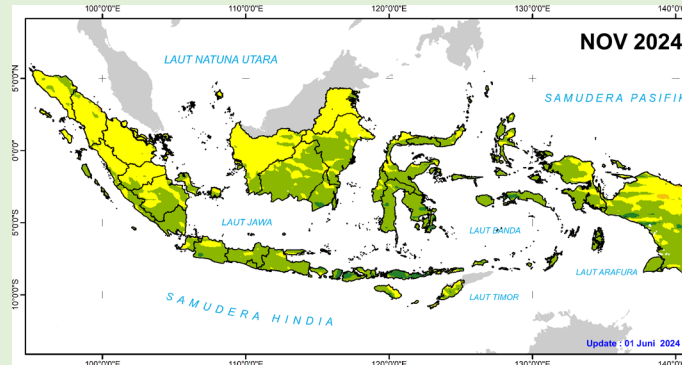 100°0'0"E 110°0'0"E 120°0'0"E 130°0'0"E 140°0'0
NOV 2024
LAUT NATUNA UTARA
5°0'0"N
SAMUDERA PASIFIK
0°0'0"
LAUT JAWA
LAUT BANDA
5°0'0"S
LAUT ARAFURA
SAMUDERA HINDIA
LAUT TIMOR
10°0'0"S
Update : 01 Juni 2024
100°0'0"E 110°0'0"E 120°0'0"E 130°0'0"E 140°0'0